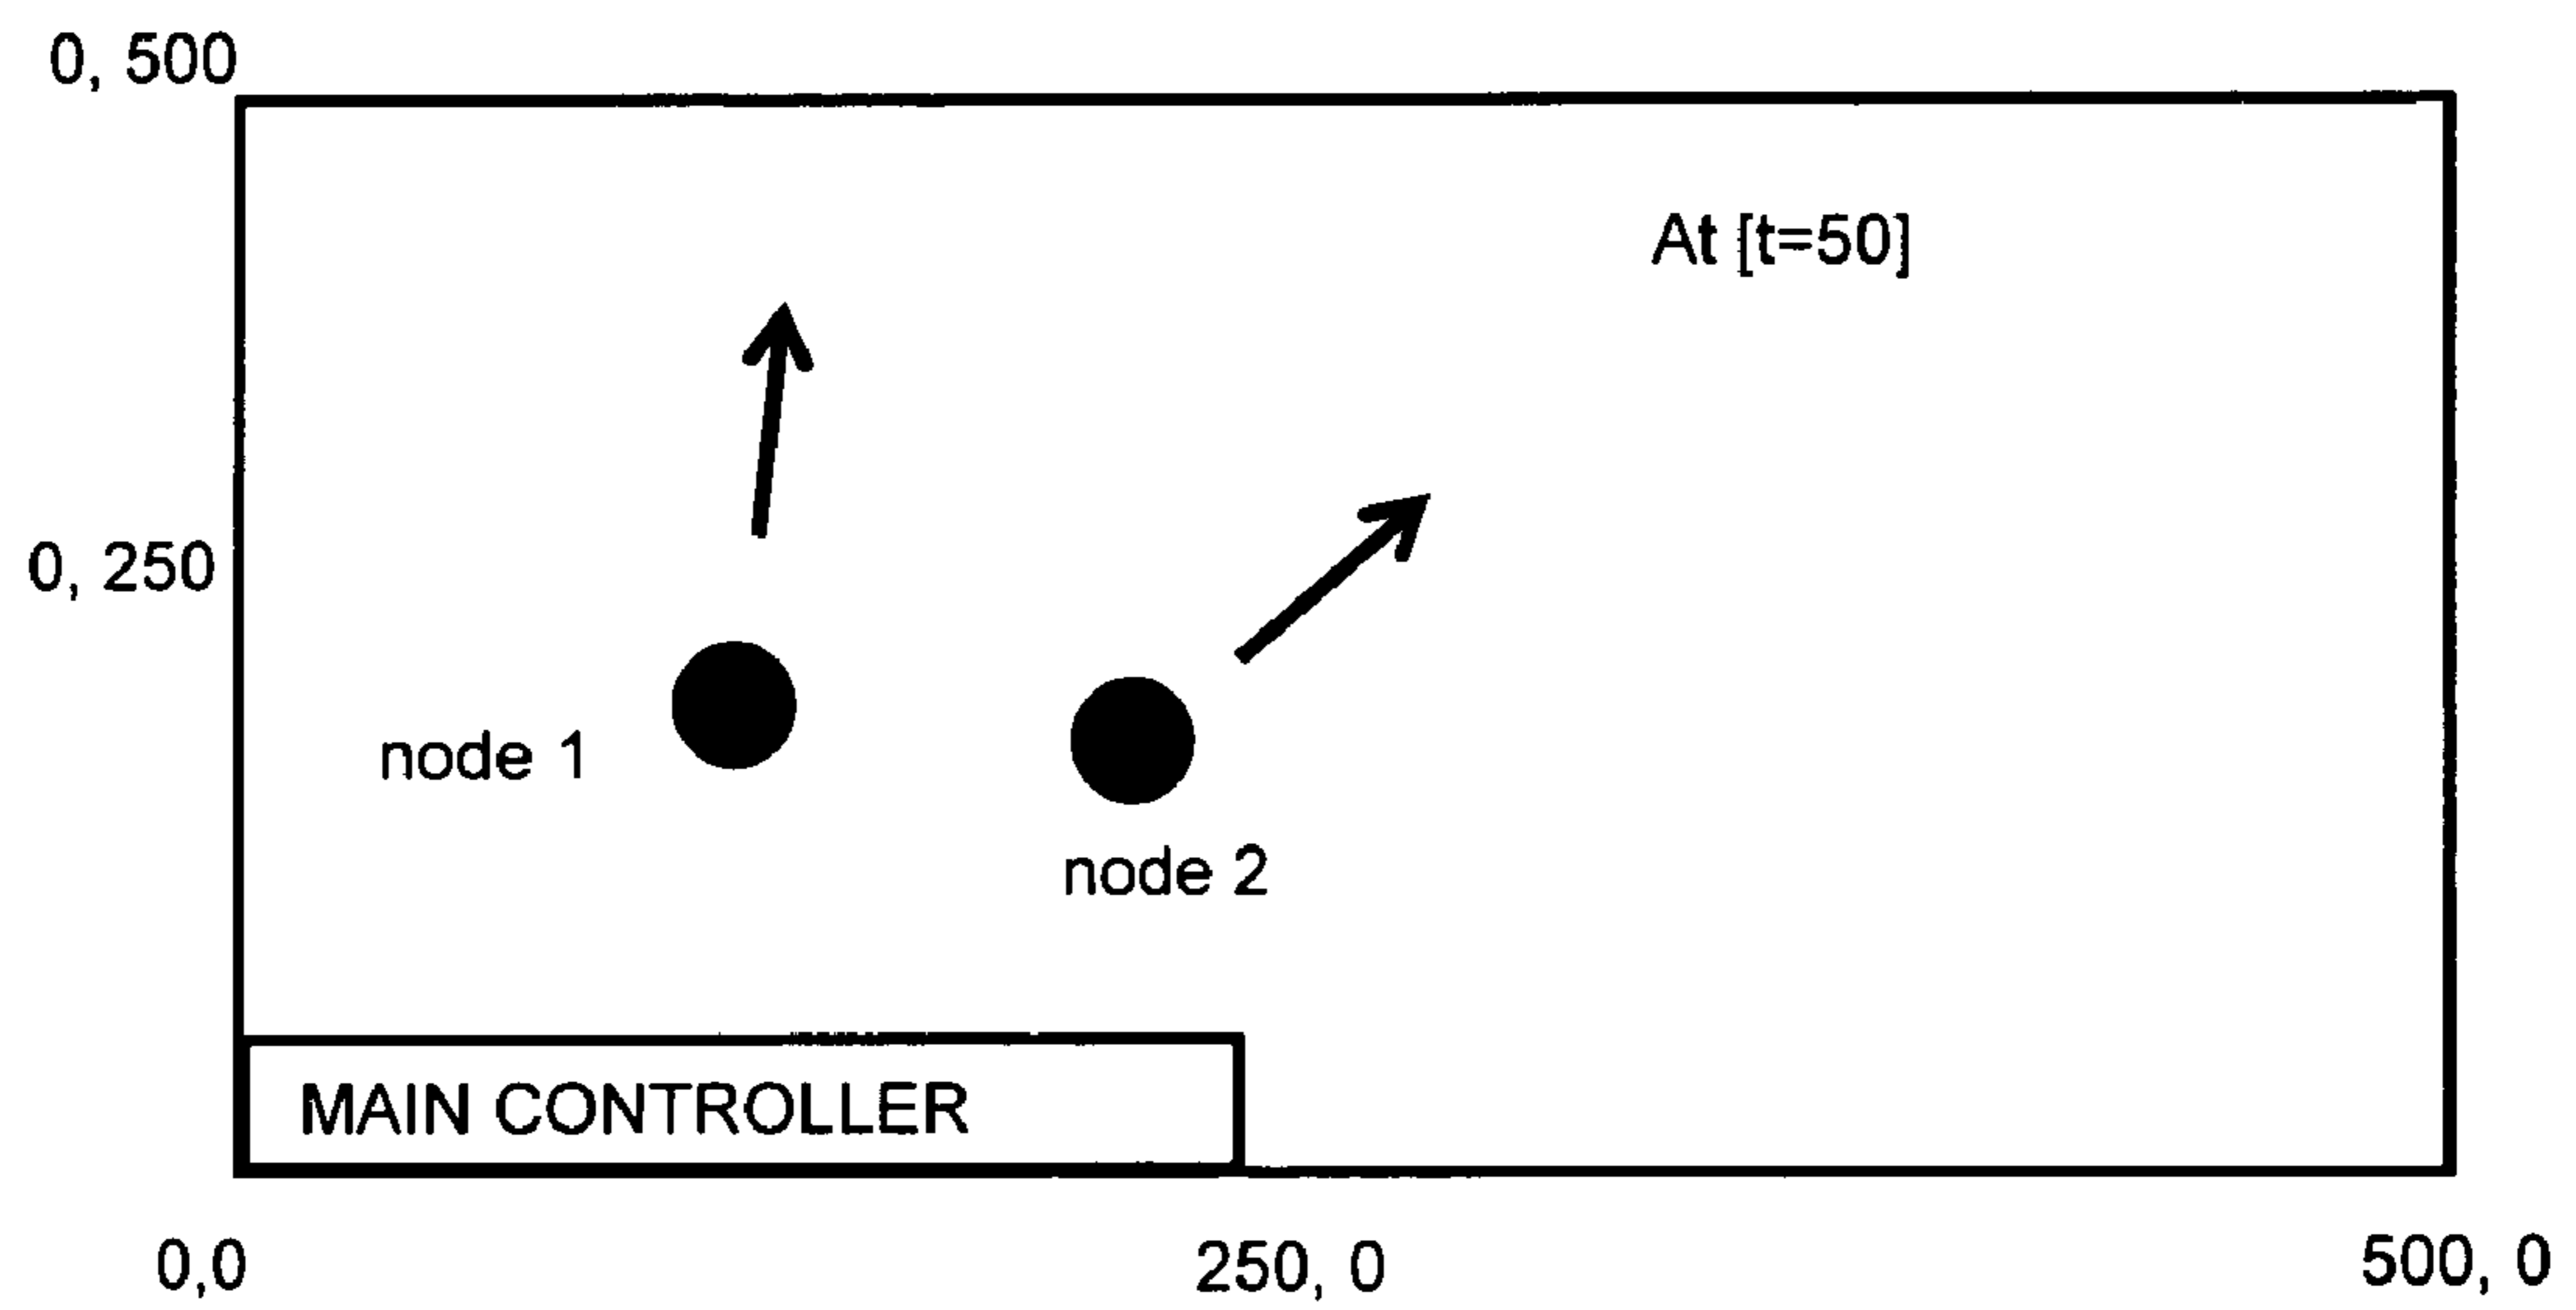 0, 500
At [t=50]
0, 250
node 1
node 2
MAIN CONTROLLER
0,0
250, 0
500, 0